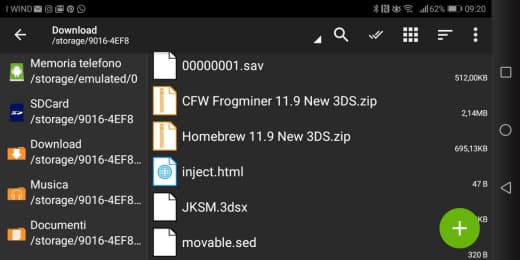 I WIND
62%
09:20
Download
/storage/9016-4EF8
Memoria telefono
/storage/emulated/0
SDCard
/storage/9016-4EF8
Download
/storage/9016-4EF8...
Musica
/storage/9016-4EF8...
Documenti
/storage/9016-4EF8...
00000001.sav
512,00KB
CFW Frogminer 11.9 New 3DS.zip
2,14MB
Homebrew 11.9 New 3DS.zip
695,13KB
inject.html
47 B
JKSM.3dsx
KB
movable.sed
320 B